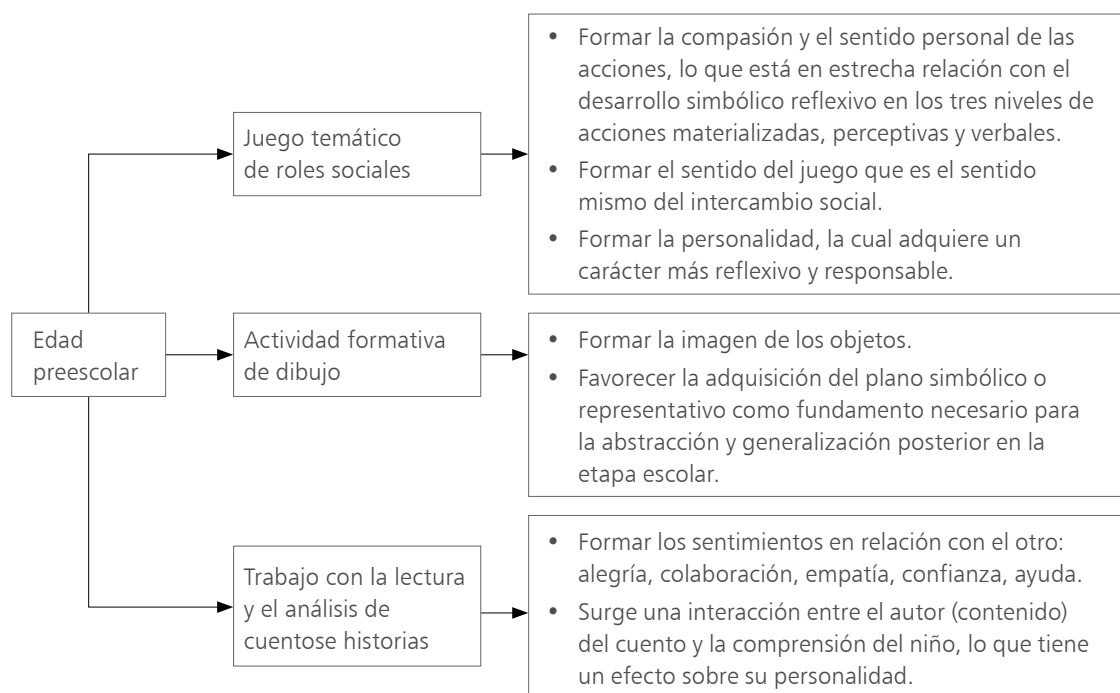 Edad
preescolar
Juego temático
de roles sociales
• Formar la compasión y el sentido personal de las
acciones, lo que está en estrecha relación con el
desarrollo simbólico reflexivo en los tres niveles de
acciones materializadas, perceptivas y verbales.
• Formar el sentido del juego que es el sentido
mismo del intercambio social.
• Formar la personalidad, la cual adquiere un
carácter más reflexivo y responsable.
Actividad formativa
de dibujo
• Formar la imagen de los objetos.
• Favorecer la adquisición del plano simbólico o
representativo como fundamento necesario para
la abstracción y generalización posterior en la
etapa escolar.
Trabajo con la lectura
y el análisis de
cuentose historias
• Formar los sentimientos en relación con el otro:
alegría, colaboración, empatía, confianza, ayuda.
• Surge una interacción entre el autor (contenido)
del cuento y la comprensión del niño, lo que tiene
un efecto sobre su personalidad.